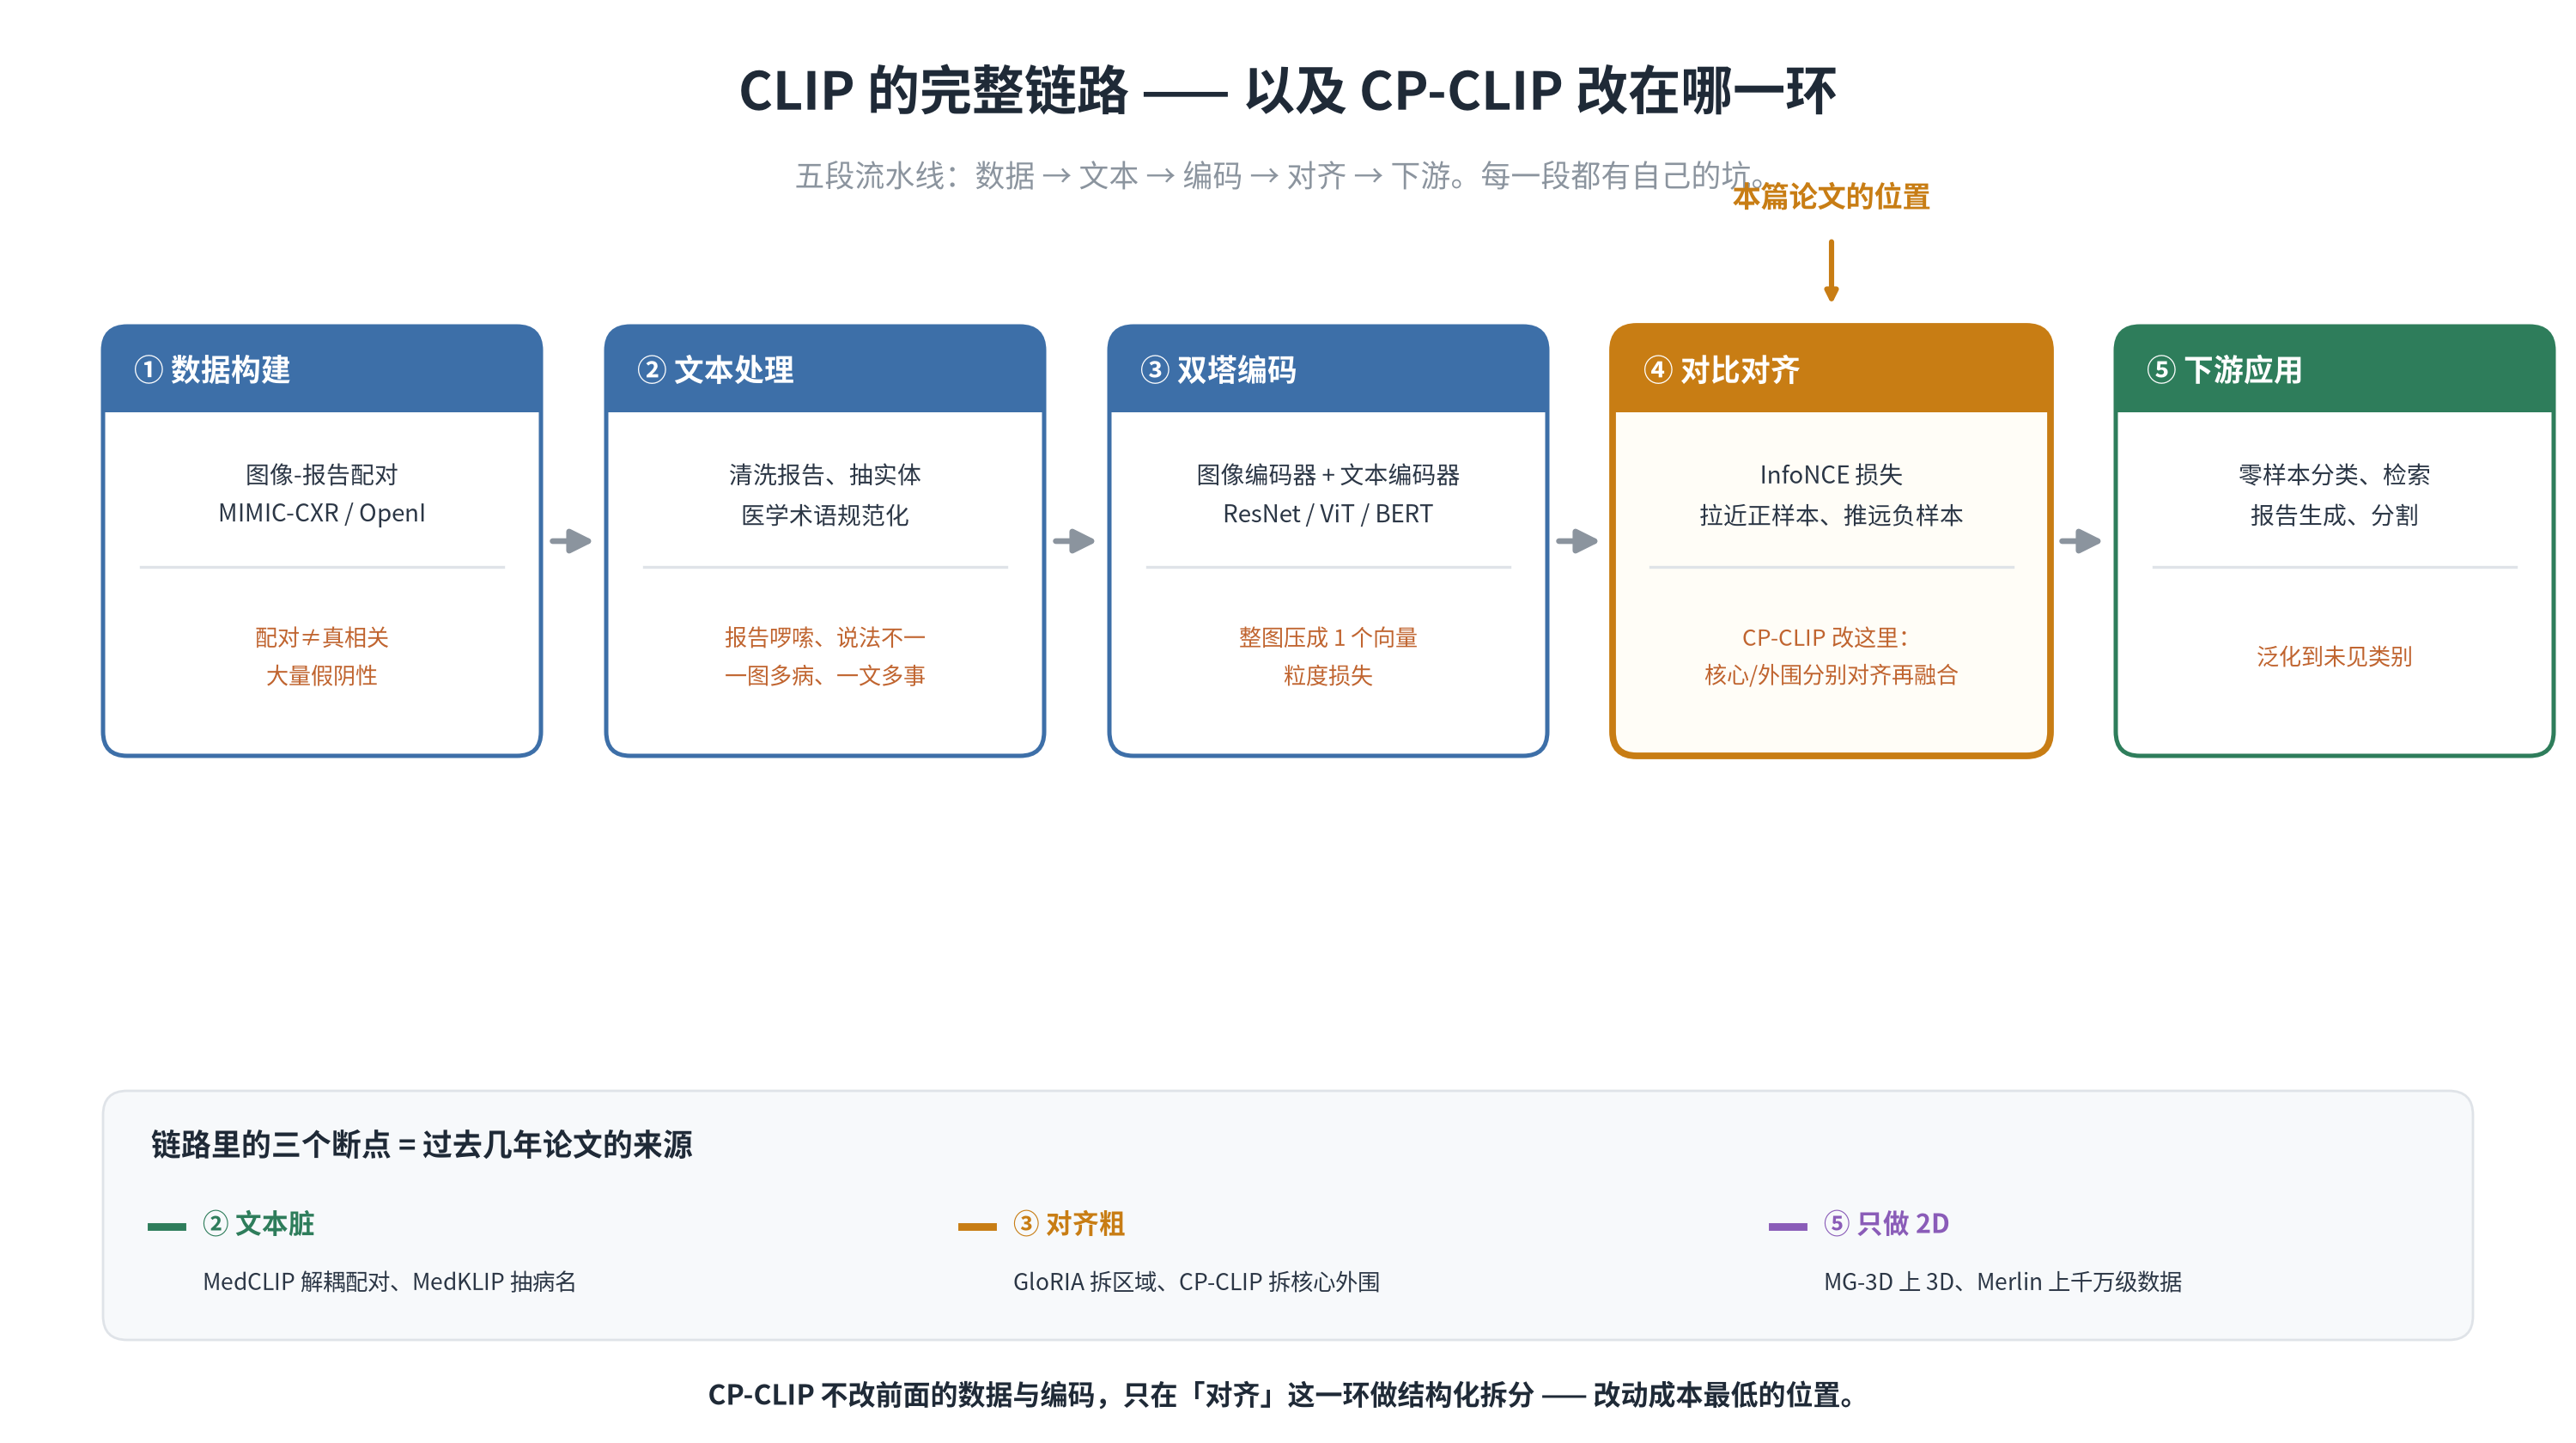 CLIP 的完整链路 —— 以及 CP-CLIP 改在哪一环
五段流水线：数据 → 文本 → 编码 → 对齐 → 下游。每一段都有自己的坑。
本篇论文的位置
① 数据构建
图像-报告配对
MIMIC-CXR / OpenI
配对≠真相关
大量假阴性
② 文本处理
清洗报告、抽实体
医学术语规范化
报告啰嗦、说法不一
一图多病、一文多事
③ 双塔编码
图像编码器 + 文本编码器
ResNet / ViT / BERT
整图压成 1 个向量
粒度损失
④ 对比对齐
InfoNCE 损失
拉近正样本、推远负样本
CP-CLIP 改这里：
核心/外围分别对齐再融合
⑤ 下游应用
零样本分类、检索
报告生成、分割
泛化到未见类别
链路里的三个断点 = 过去几年论文的来源
② 文本脏
MedCLIP 解耦配对、MedKLIP 抽病名
③ 对齐粗
GloRIA 拆区域、CP-CLIP 拆核心外围
⑤ 只做 2D
MG-3D 上 3D、Merlin 上千万级数据
CP-CLIP 不改前面的数据与编码，只在「对齐」这一环做结构化拆分 —— 改动成本最低的位置。